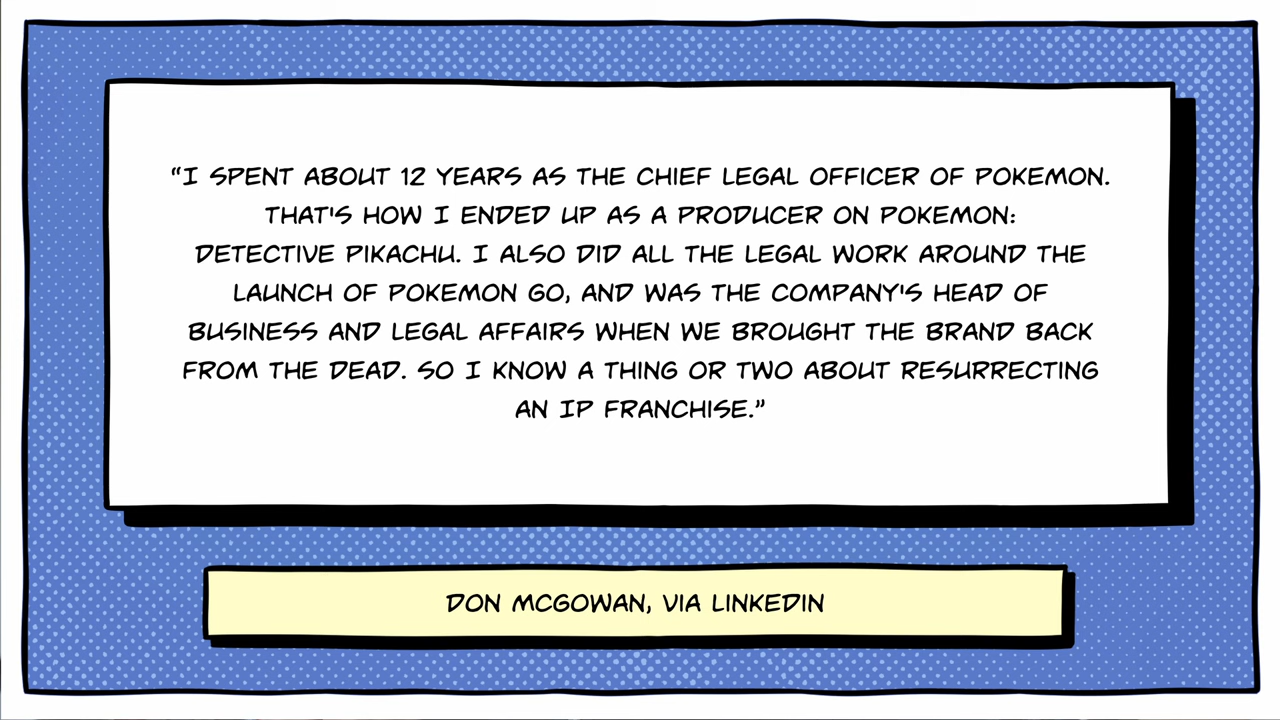 “I SPENT ABOUT 12 YEARS AS THE CHIEF LEGAL OFFICER OF POKEMON.
THAT'S HOW I ENDED UP AS A PRODUCER ON POKEMON:
DETECTIVE PIKACHU. I ALSO DID ALL THE LEGAL WORK AROUND THE
LAUNCH OF POKEMON GO, AND WAS THE COMPANY'S HEAD OF
BUSINESS AND LEGAL AFFAIRS WHEN WE BROUGHT THE BRAND BACK
FROM THE DEAD. SO I KNOW A THING OR TWO ABOUT RESURRECTING
AN IP FRANCHISE.”
DON MCGOWAN, VIA LINKEDIN